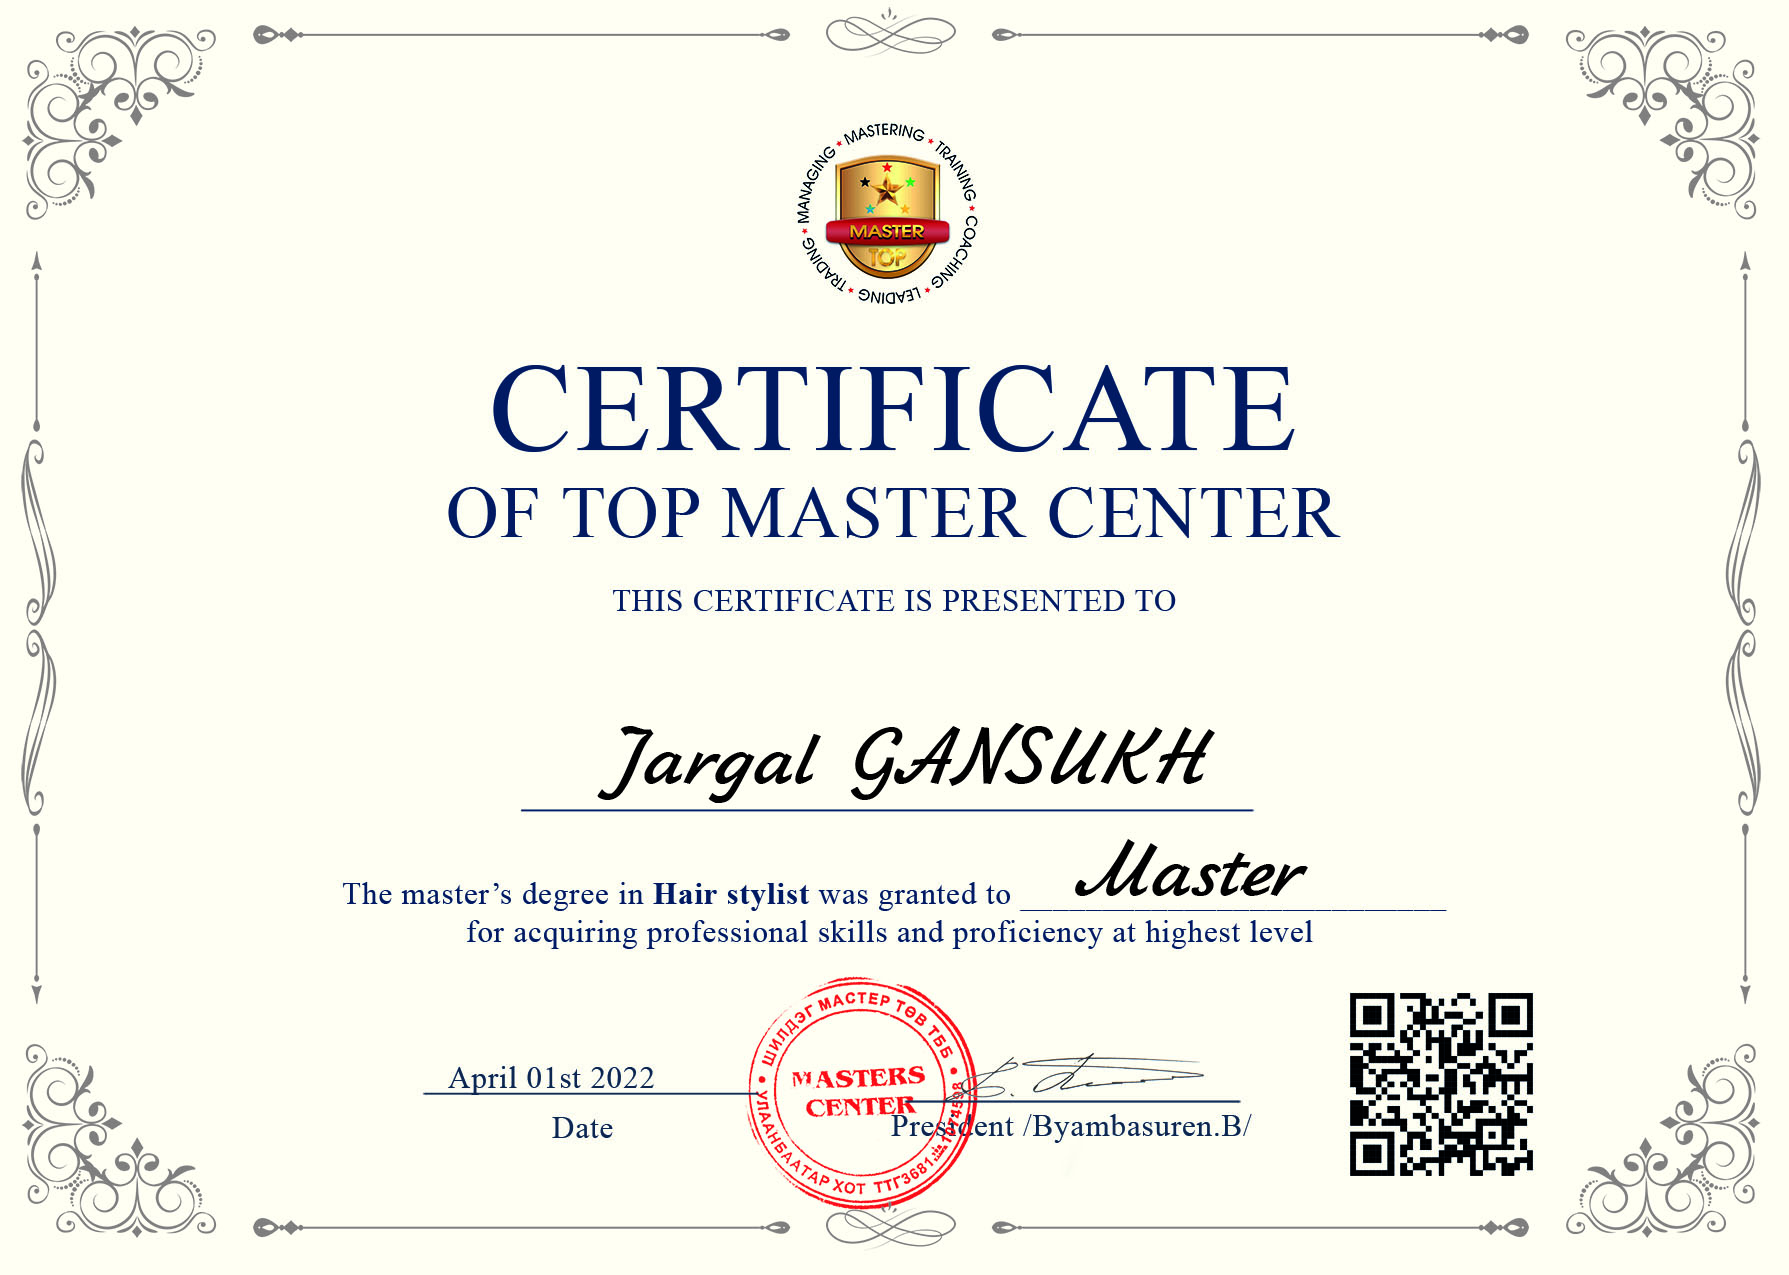 MANAGING * MASTERING * TRAINING * COACHING * LEADING * TRADING *
MASTER
TOP
CERTIFICATE
OF TOP MASTER CENTER
THIS CERTIFICATE IS PRESENTED TO
Jargal GANSUKH
Master
The master’s degree in Hair stylist was granted to
for acquiring professional skills and proficiency at highest level
ШИЛДЭГ МАСТЕР ТӨВ ТББ
MASTERS
CENTER
УЛААНБААТАР ХОТ ТТГ3681
April 01st 2022
Date
President /Byambasuren.B/